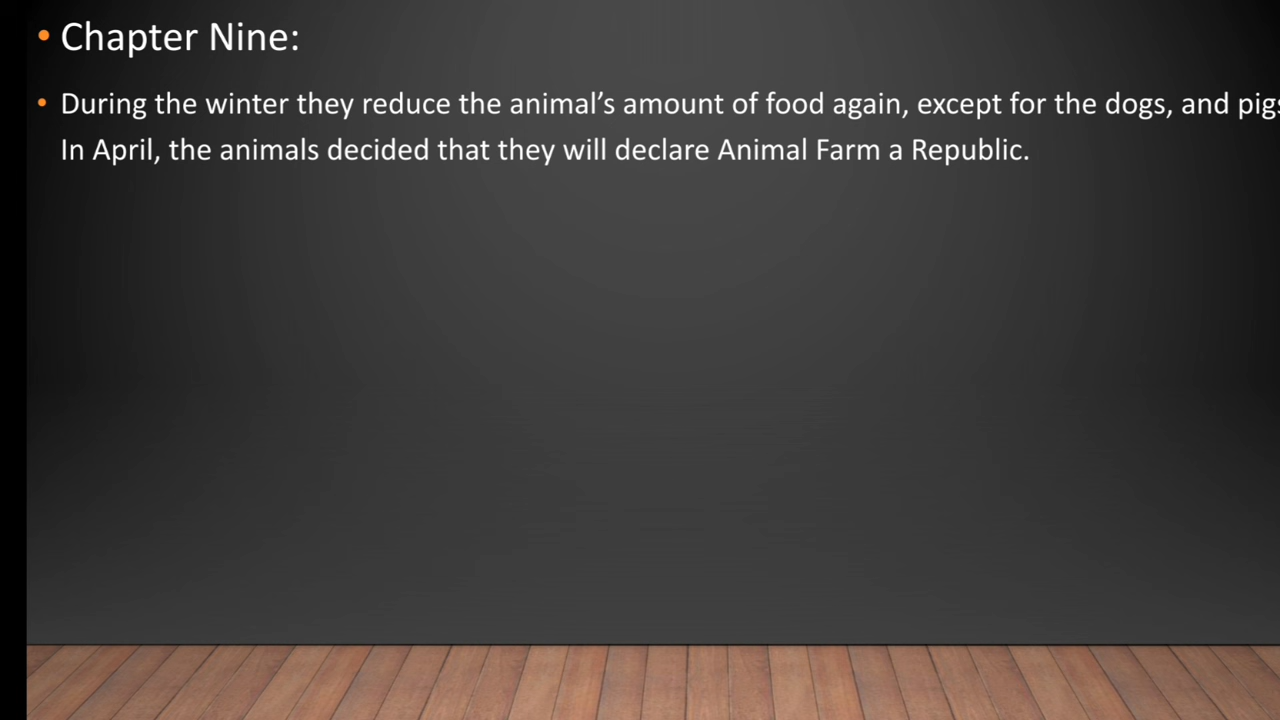 Chapter Nine:
During the winter they reduce the animal’s amount of food again, except for the dogs, and pigs
In April, the animals decided that they will declare Animal Farm a Republic.